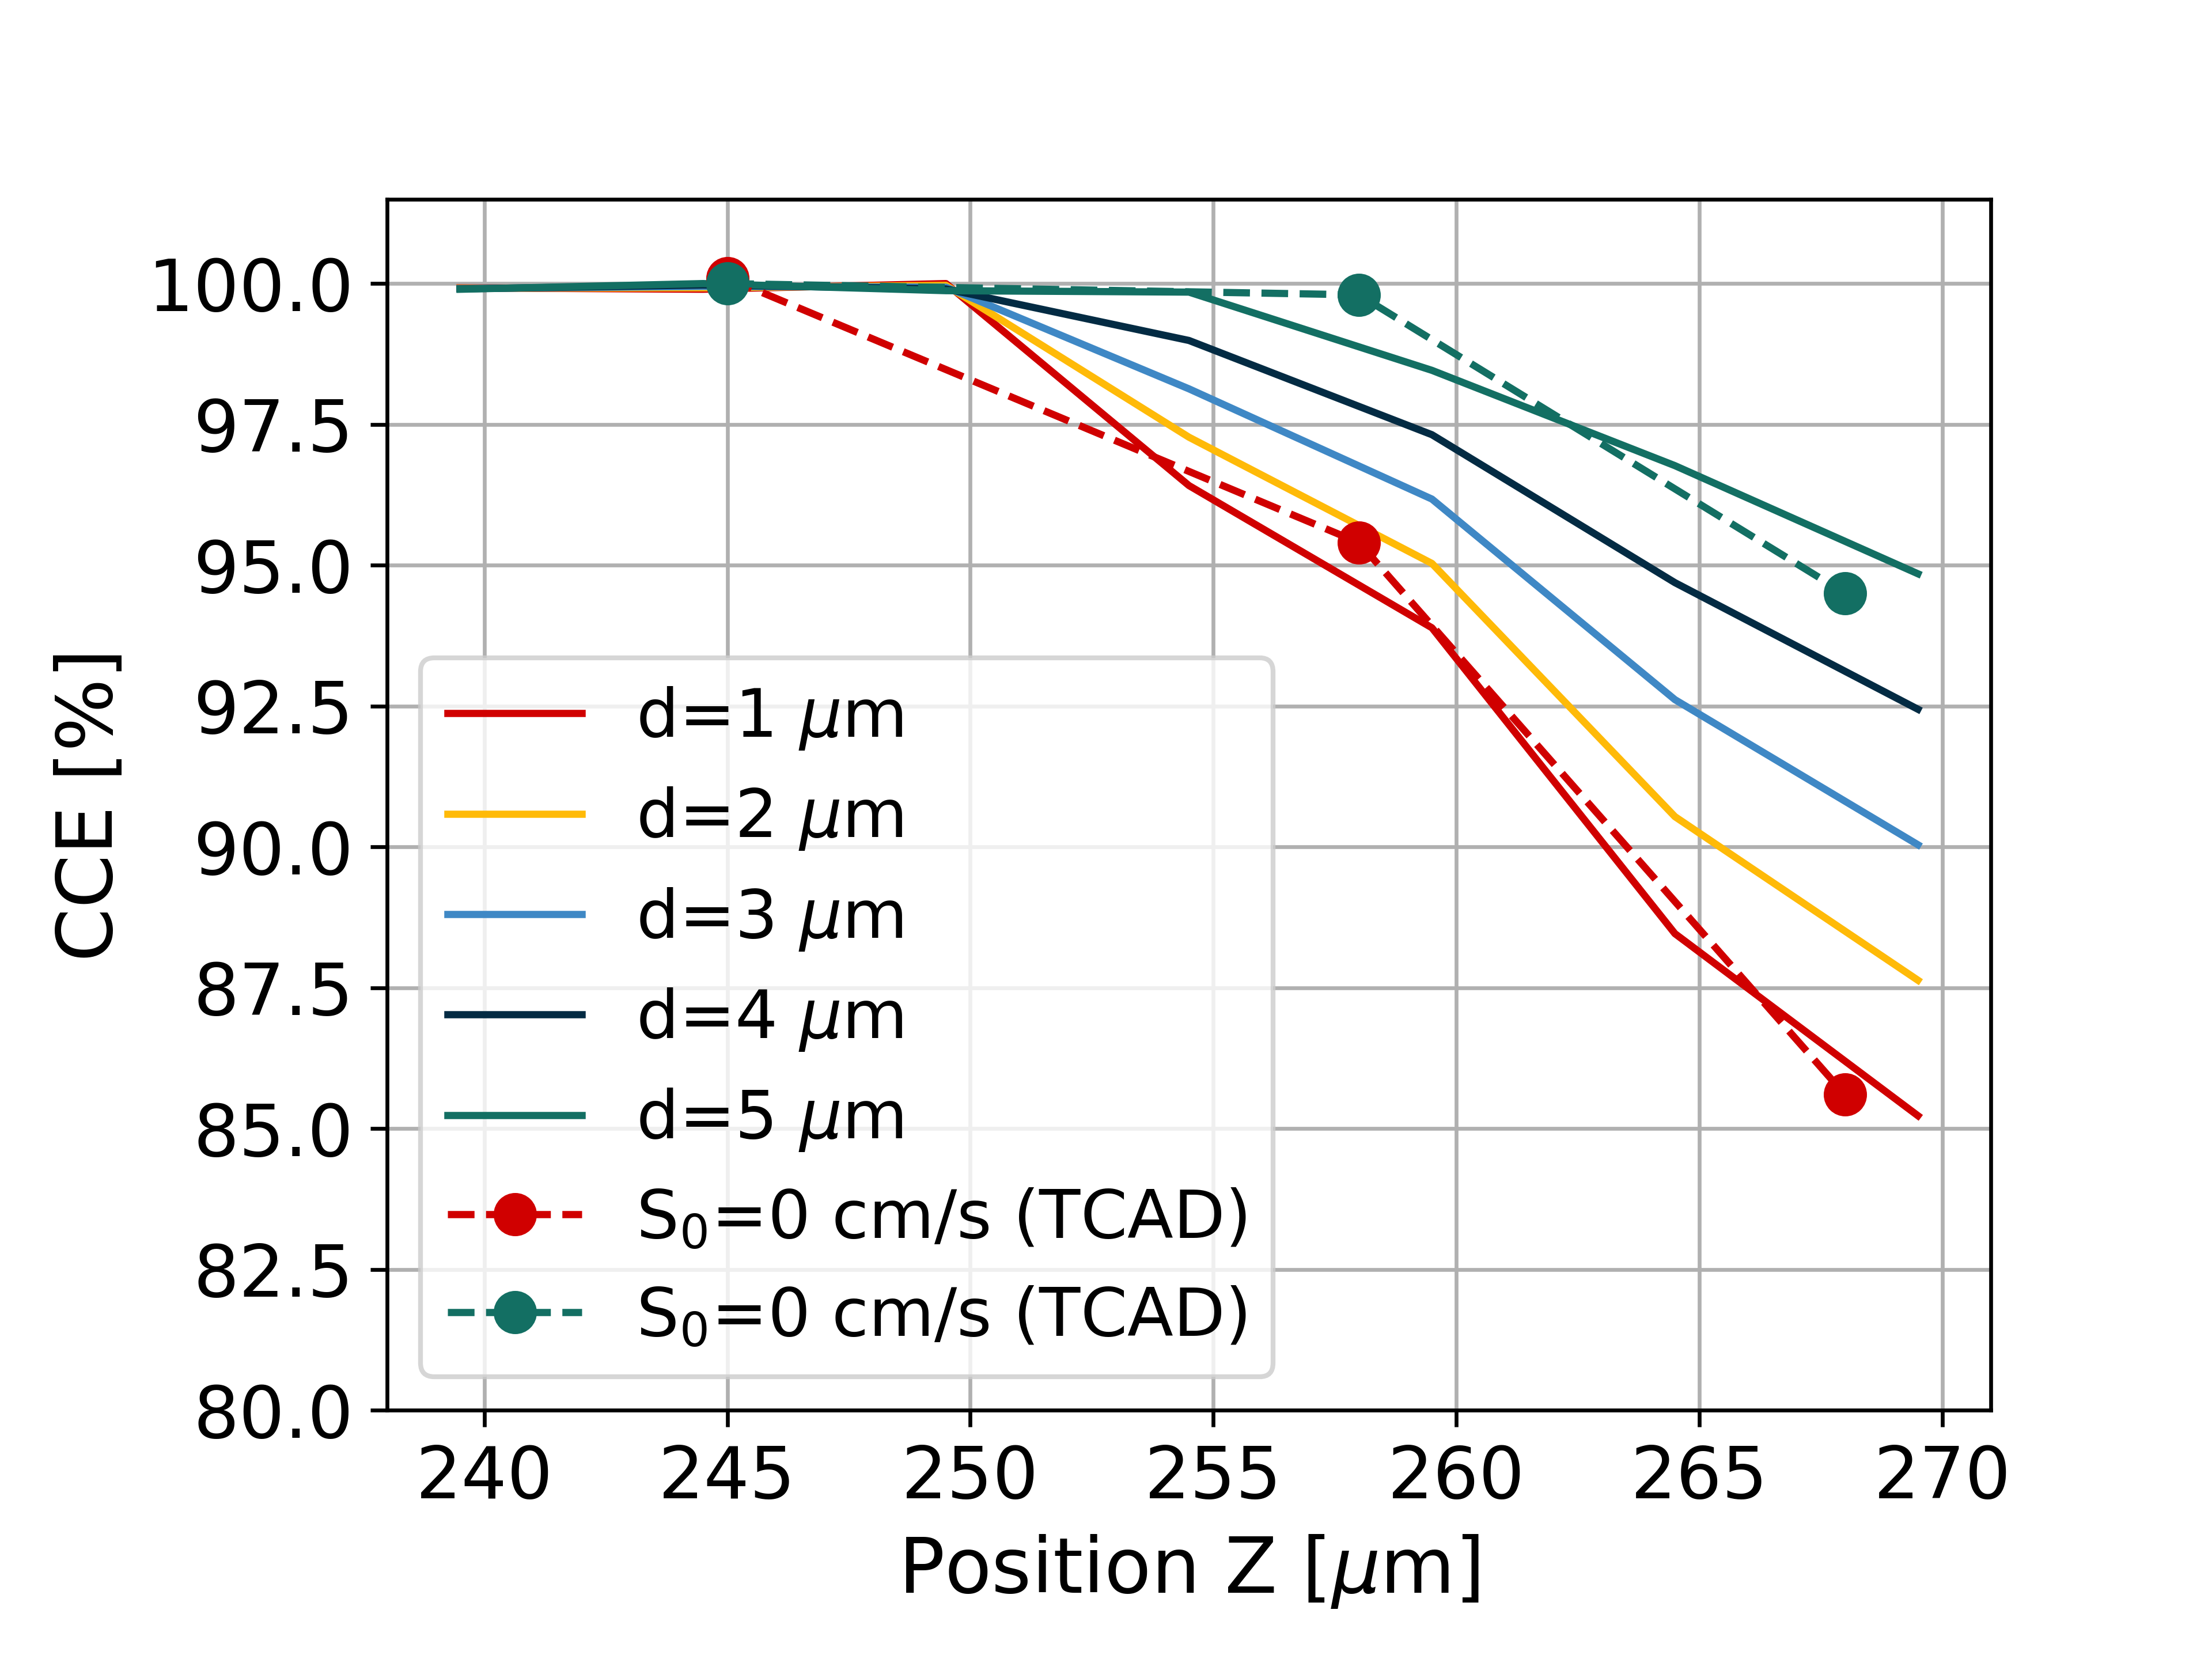 100.0
97.5
95.0
92.5
90.0
87.5
85.0
82.5
80.0
CCE [%]
d=1 μm
d=2 μm
d=3 μm
d=4 μm
d=5 μm
S₀=0 cm/s (TCAD)
S₀=0 cm/s (TCAD)
240 245 250 255 260 265 270
Position Z [μm]